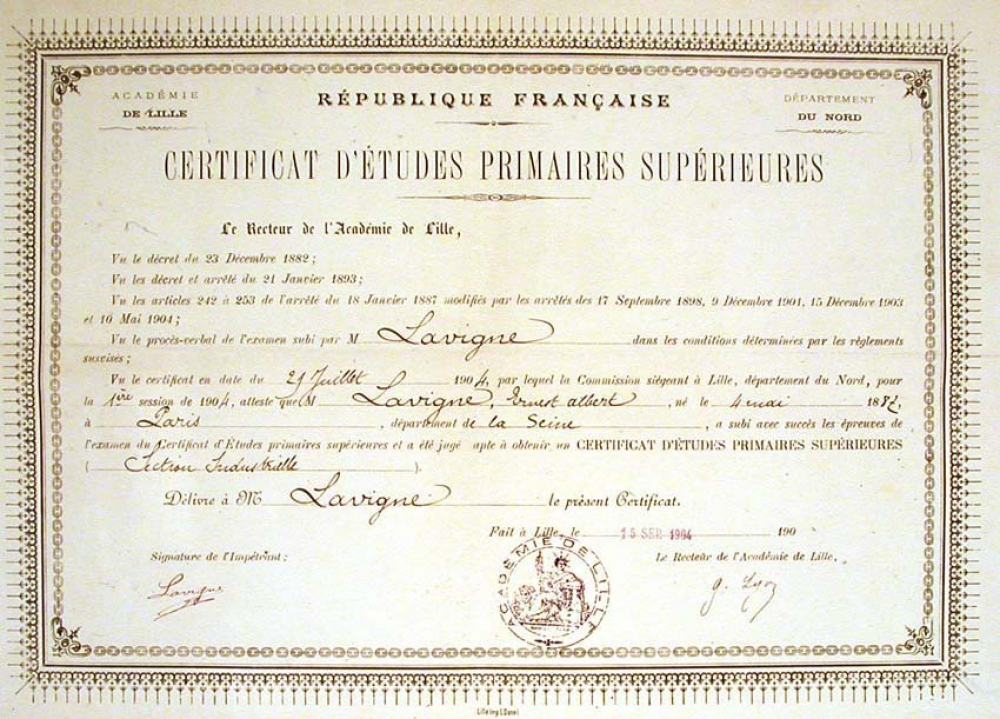 ACADÉMIE
DE LILLE
RÉPUBLIQUE FRANÇAISE
DÉPARTEMENT
DU NORD
CERTIFICAT D'ÉTUDES PRIMAIRES SUPÉRIEURES
Le Recteur de l'Académie de Lille,
Vu le décret du 23 Décembre 1882 ;
Vu les décret et arrêté du 21 Janvier 1893 ;
Vu les articles 242 à 253 de l'arrêté du 18 Janvier 1887 modifiés par les arrêtés des 17 Septembre 1898, 9 Décembre 1901, 15 Décembre 1903
et 10 Mai 1904 ;
Vu le procès-verbal de l'examen subi par M Lavigne dans les conditions déterminées par les règlements
susvisés ;
Vu le certificat en date du 29 Juillet 1904, par lequel la Commission siégeant à Lille, département du Nord, pour
la 1ère session de 1904, atteste que M Lavigne, Ernest albert, né le 4 mai 1887,
à Paris, département de la Seine, a subi avec succès les épreuves de
l'examen du Certificat d'Études primaires supérieures et a été jugé apte à obtenir un CERTIFICAT D'ÉTUDES PRIMAIRES SUPÉRIEURES
( Section Industrielle ).
Délivré à M Lavigne le présent Certificat.
Fait à Lille, le 15 SEP 1904 190
Signature de l'Impétrant :
Le Recteur de l'Académie de Lille,
Lavigne
g. Lyon
ACADÉMIE DE LILLE
Lille Imp. L. Danel